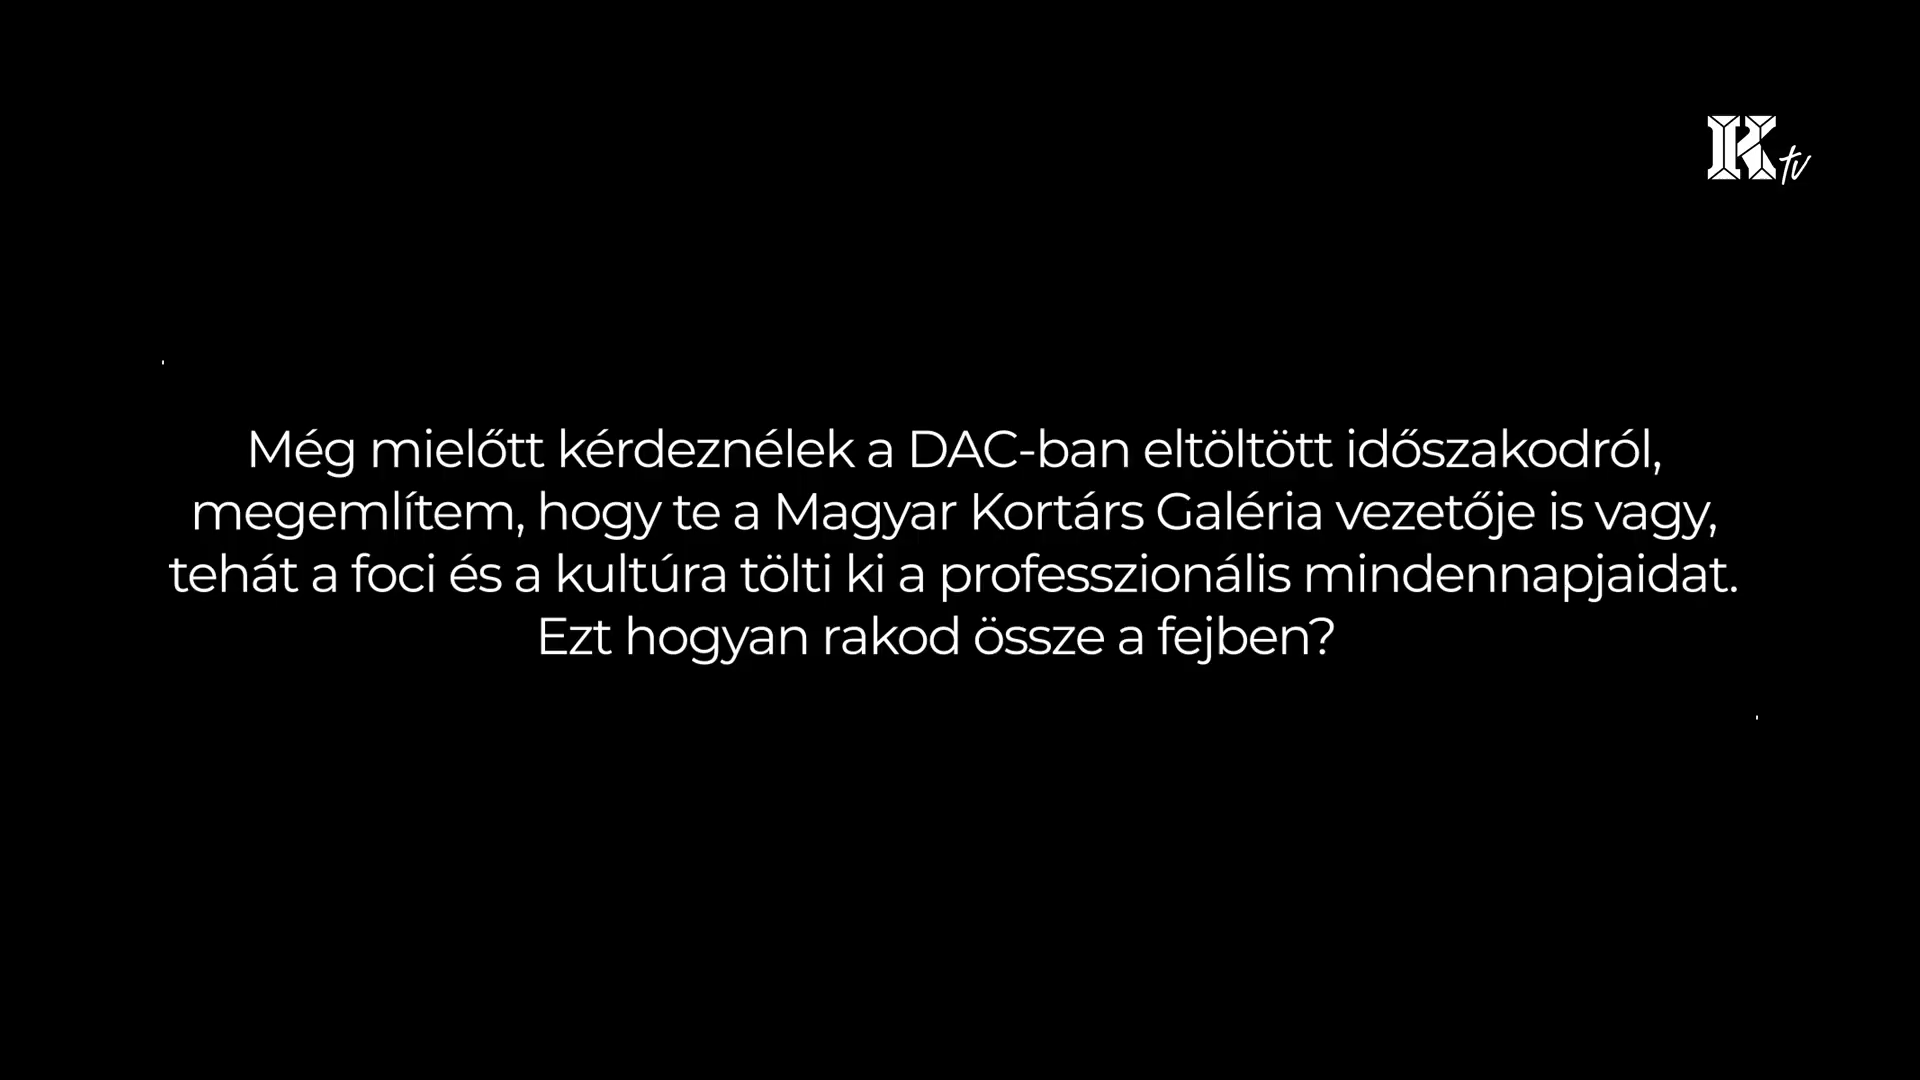 Ktv
Még mielőtt kérdeznélek a DAC-ban eltöltött időszakodról,
megemlítem, hogy te a Magyar Kortárs Galéria vezetője is vagy,
tehát a foci és a kultúra tölti ki a professzionális mindennapjaidat.
Ezt hogyan rakod össze a fejben?